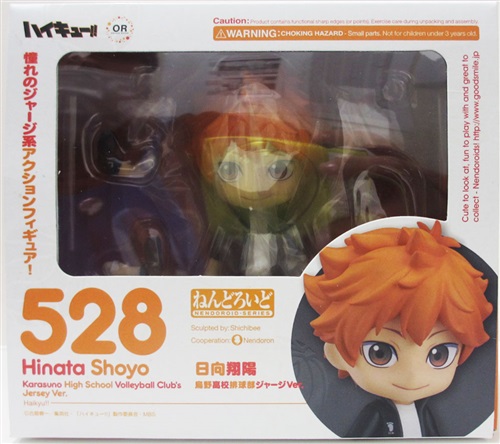 ハイキュー!!
OR
Caution: Product contains functional sharp edges (or points). Exercise care during unpacking and assembly.
WARNING: CHOKING HAZARD - Small parts. Not for children under 3 years old.
憧れのジャージ系アクションフィギュア!
Cute to look at, fun to play with and great to
collect - Nendoroids! http://www.goodsmile.jp
528
Hinata Shoyo
Karasuno High School Volleyball Club's
Jersey Ver.
Haikyu!!
ねんどろいど
NENDOROID-SERIES
Sculpted by: Shichibee
Cooperation Nendoron
日向翔陽
烏野高校排球部ジャージVer.